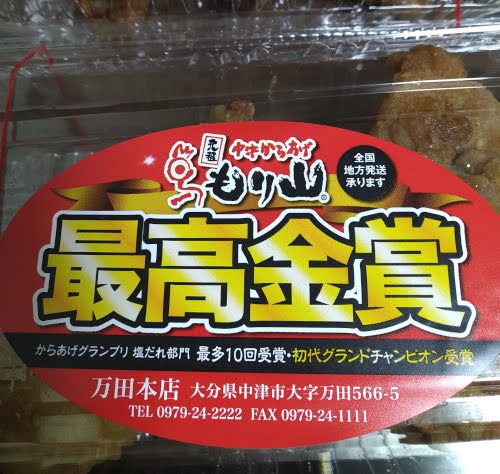 元祖
中津からあげ
もり山
全国
地方発送
承ります
最高金賞
からあげグランプリ 塩だれ部門 最多10回受賞・初代グランドチャンピオン受賞
万田本店 大分県中津市大字万田566-5
TEL 0979-24-2222 FAX 0979-24-1111